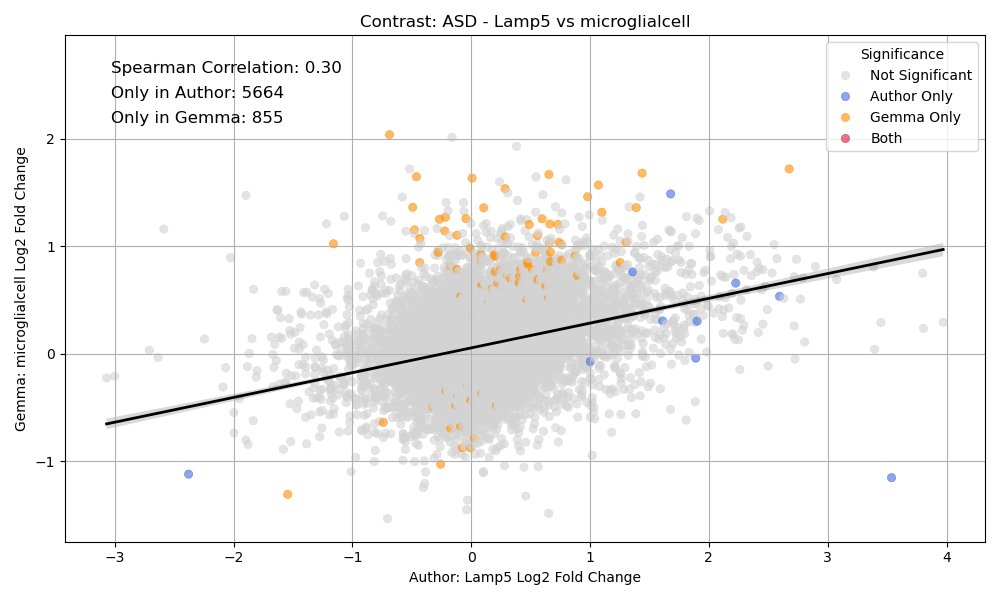 Contrast: ASD - Lamp5 vs microglialcell
Spearman Correlation: 0.30
Only in Author: 5664
Only in Gemma: 855
Significance
Not Significant
Author Only
Gemma Only
Both
Gemma: microglialcell Log2 Fold Change
2
1
0
−1
−3
−2
−1
0
1
2
3
4
Author: Lamp5 Log2 Fold Change